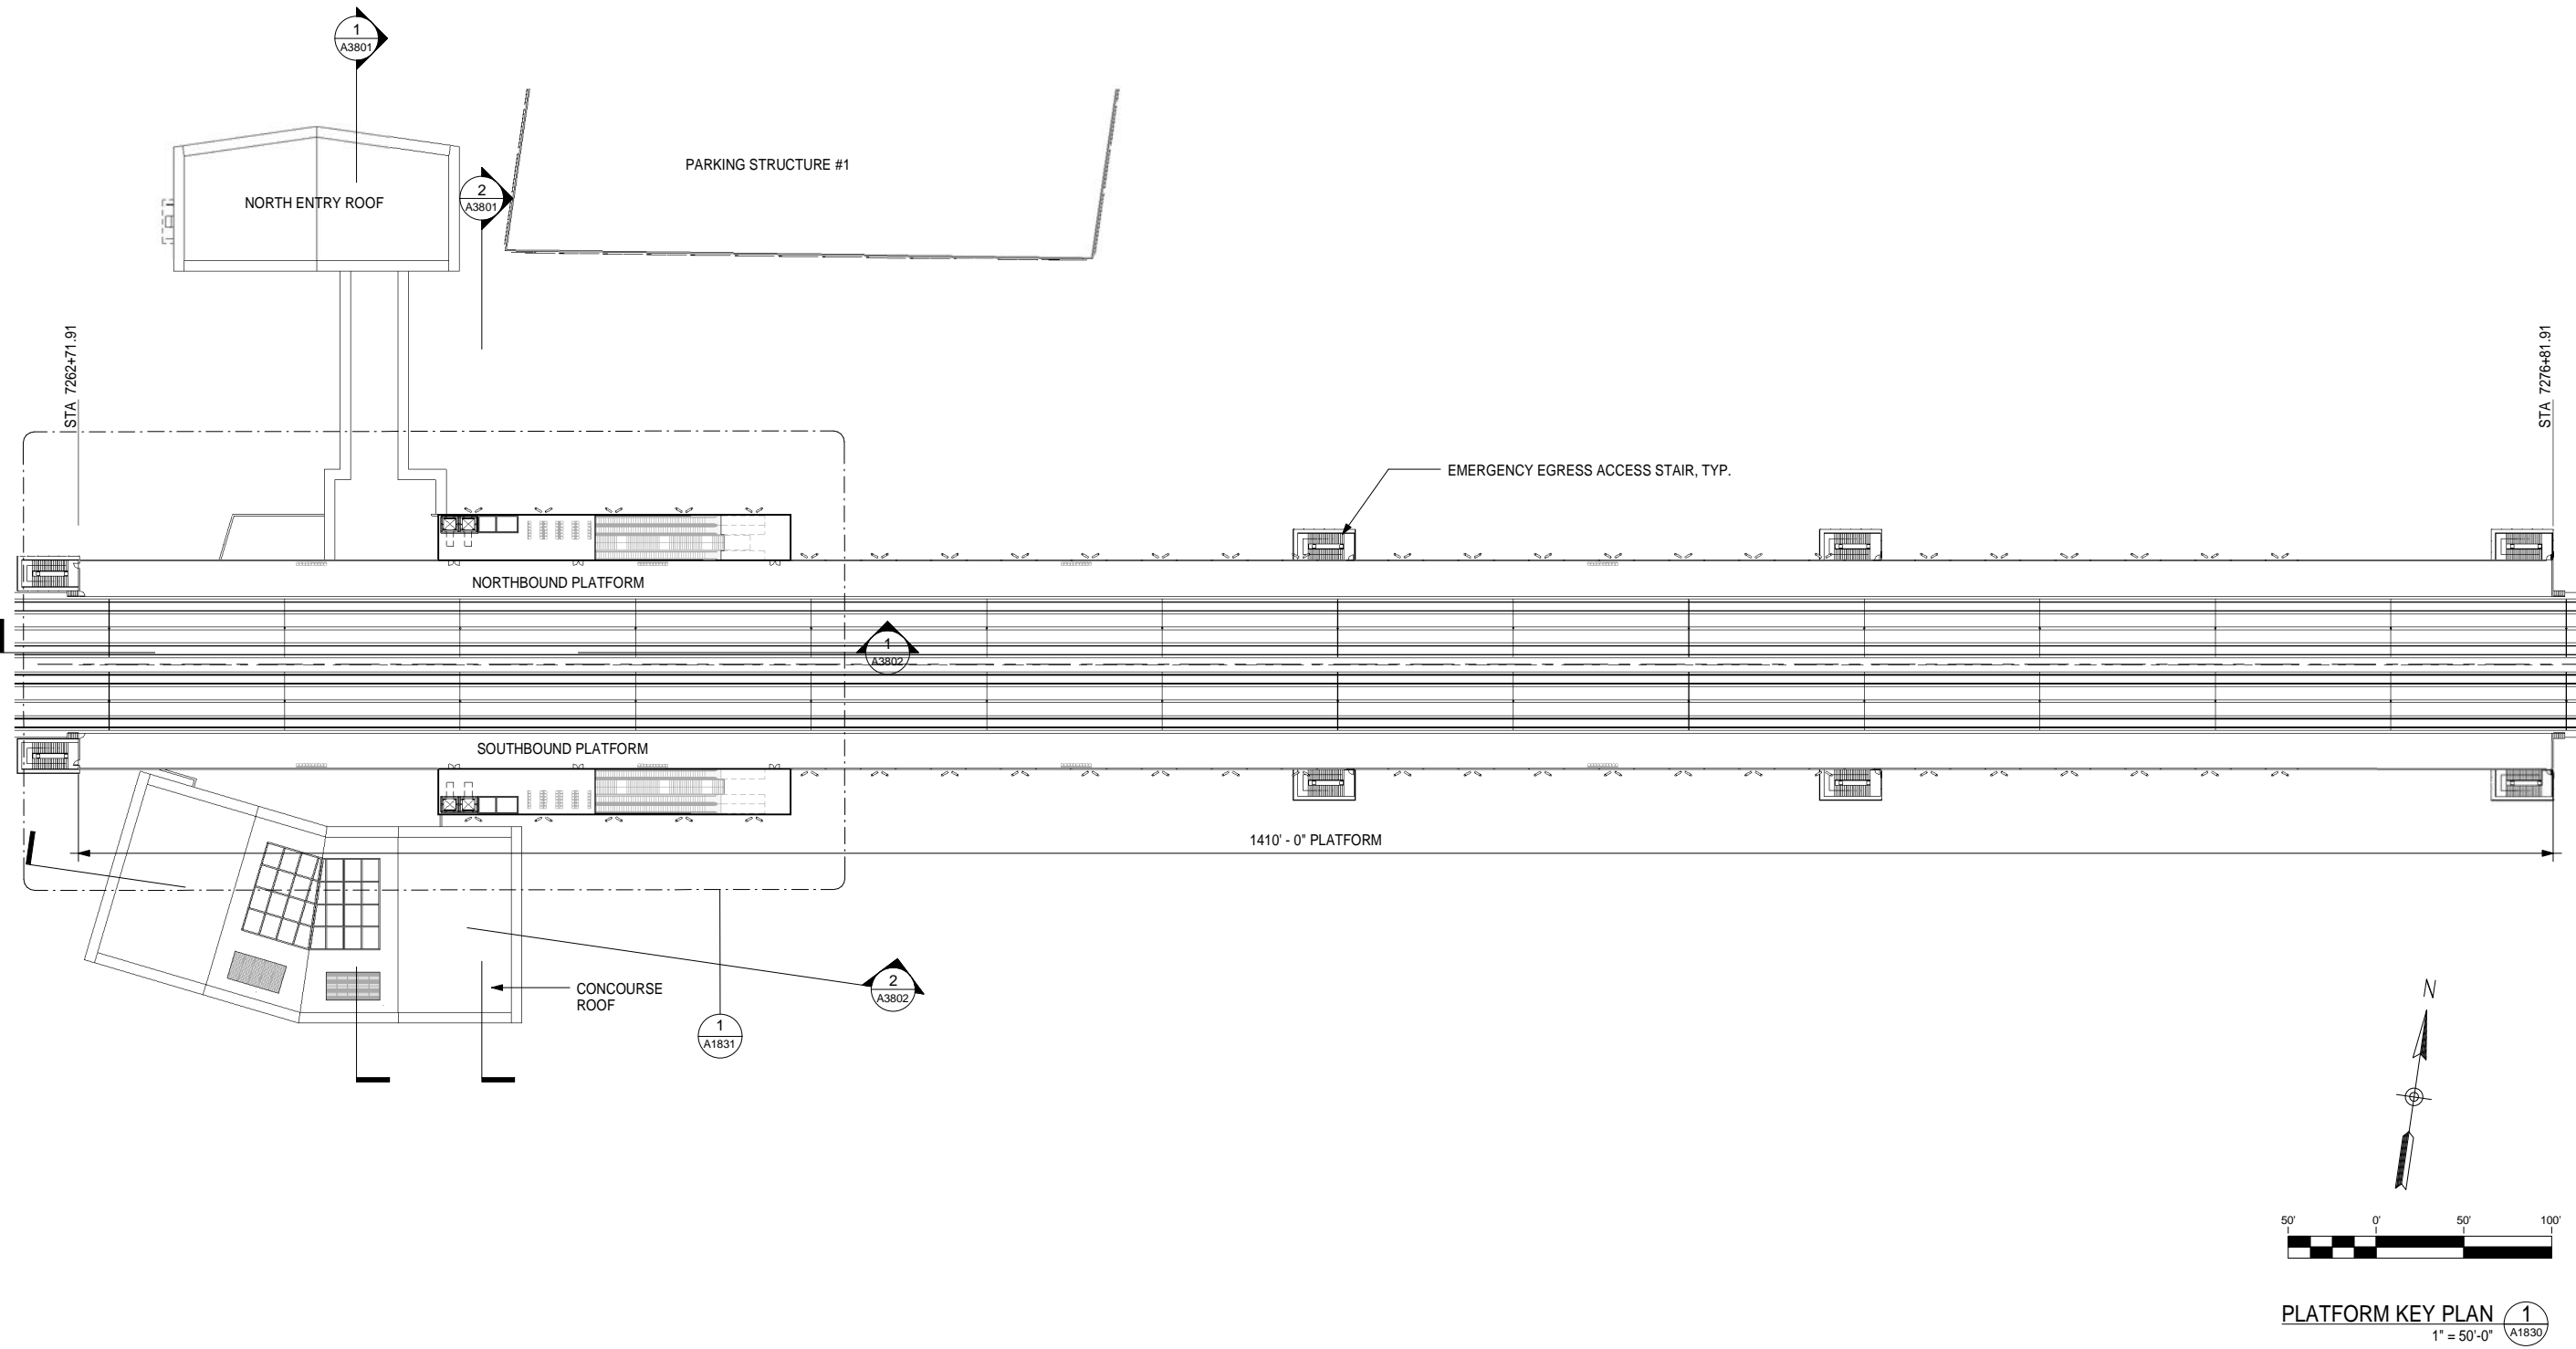 1
A3801
PARKING STRUCTURE #1
2
A3801
NORTH ENTRY ROOF
STA 7262+71.91
STA 7276+81.91
EMERGENCY EGRESS ACCESS STAIR, TYP.
NORTHBOUND PLATFORM
1
A3802
SOUTHBOUND PLATFORM
1410' - 0" PLATFORM
2
A3802
CONCOURSE
ROOF
1
A1831
N
50' 0' 50' 100'
PLATFORM KEY PLAN
1" = 50'-0"
1
A1830